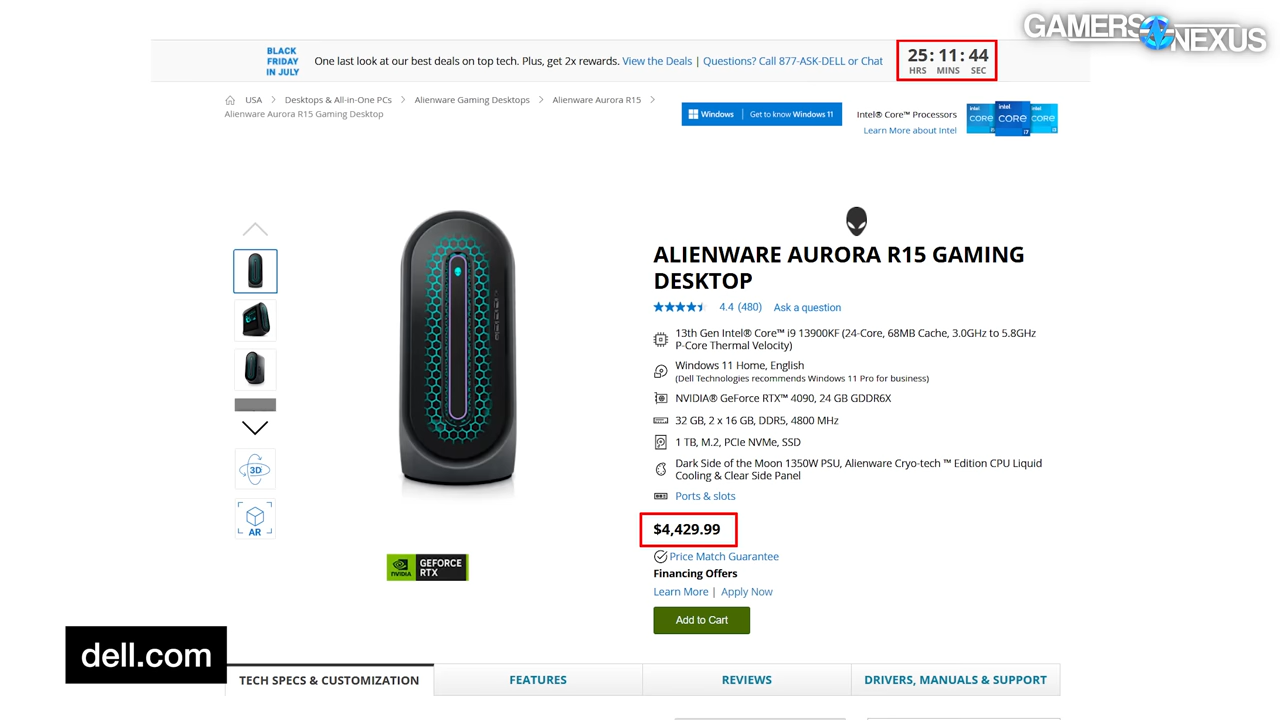 GAMERS NEXUS
BLACK
FRIDAY
IN JULY
One last look at our best deals on top tech. Plus, get 2x rewards. View the Deals | Questions? Call 877-ASK-DELL or Chat
25: 11: 44
HRS MINS SEC
USA > Desktops & All-in-One PCs > Alienware Gaming Desktops > Alienware Aurora R15 >
Alienware Aurora R15 Gaming Desktop
Windows | Get to know Windows 11
Intel® Core™ Processors
Learn More about Intel
intel CORE i5
intel CORE i7
intel CORE i9
ALIENWARE AURORA R15 GAMING
DESKTOP
4.4 (480) Ask a question
13th Gen Intel® Core™ i9 13900KF (24-Core, 68MB Cache, 3.0GHz to 5.8GHz
P-Core Thermal Velocity)
Windows 11 Home, English
(Dell Technologies recommends Windows 11 Pro for business)
NVIDIA® GeForce RTX™ 4090, 24 GB GDDR6X
32 GB, 2 x 16 GB, DDR5, 4800 MHz
1 TB, M.2, PCIe NVMe, SSD
Dark Side of the Moon 1350W PSU, Alienware Cryo-tech ™ Edition CPU Liquid
Cooling & Clear Side Panel
Ports & slots
$4,429.99
Price Match Guarantee
Financing Offers
Learn More | Apply Now
Add to Cart
3D
AR
NVIDIA
GEFORCE
RTX
dell.com
TECH SPECS & CUSTOMIZATION
FEATURES
REVIEWS
DRIVERS, MANUALS & SUPPORT